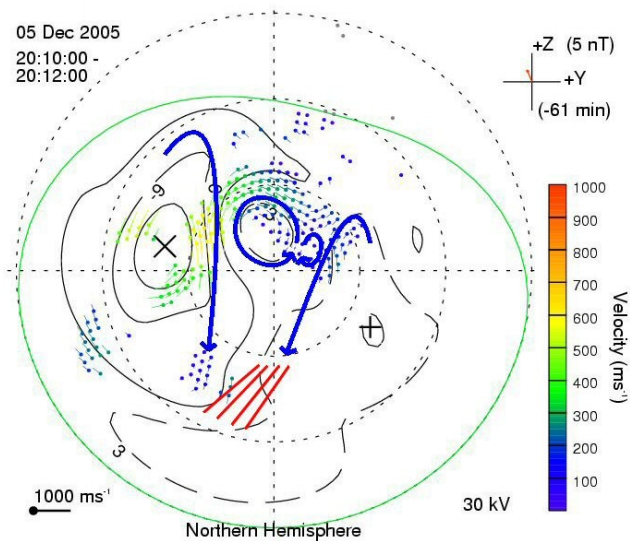 05 Dec 2005
20:10:00 -
20:12:00
+Z (5 nT)
+Y
(-61 min)
9
3
3
1000
900
800
700
600
500
400
300
200
100
Velocity (ms⁻¹)
1000 ms⁻¹
30 kV
Northern Hemisphere